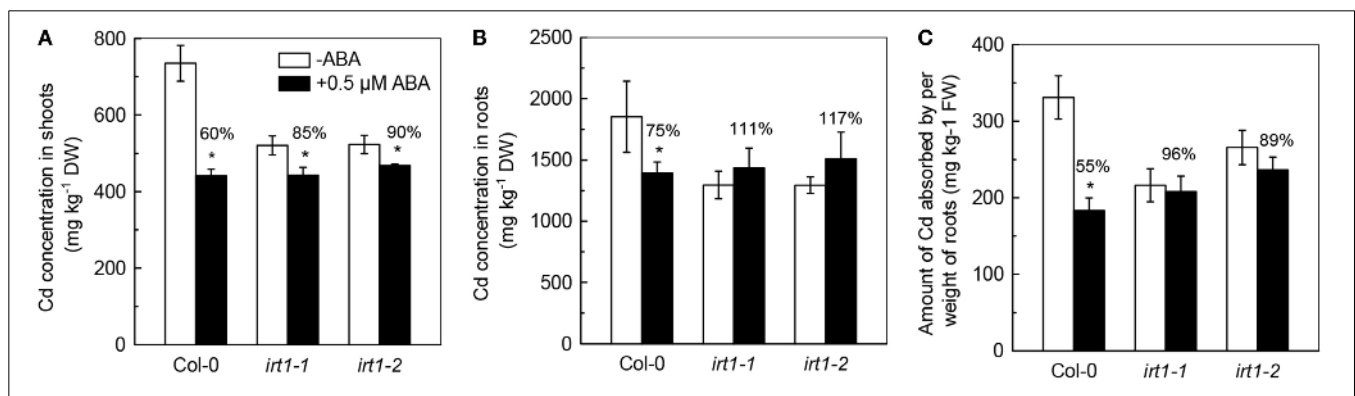 A
Cd concentration in shoots
(mg kg⁻¹ DW)
800
600
400
200
0
-ABA
+0.5 µM ABA
60%
*
85%
*
90%
*
Col-0
irt1-1
irt1-2
B
Cd concentration in roots
(mg kg⁻¹ DW)
2500
2000
1500
1000
500
0
75%
*
111%
117%
Col-0
irt1-1
irt1-2
C
Amount of Cd absorbed by per
weight of roots (mg kg-1 FW)
400
300
200
100
0
55%
*
96%
89%
Col-0
irt1-1
irt1-2